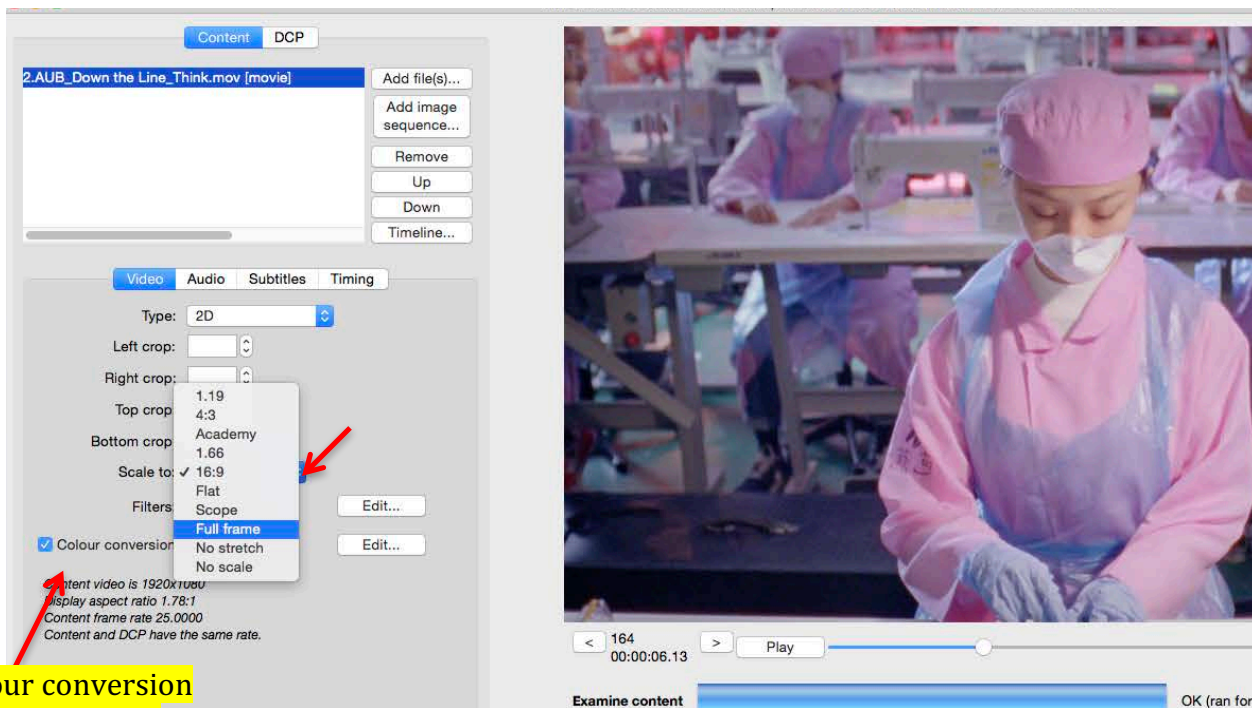 Content DCP
2.AUB_Down the Line_Think.mov [movie]
Add file(s)...
Add image
sequence...
Remove
Up
Down
Timeline...
Video Audio Subtitles Timing
Type: 2D
Left crop:
Right crop:
Top crop
Bottom crop
Scale to:
Filters
Edit...
Colour conversion
Edit...
1.19
4:3
Academy
1.66
✓ 16:9
Flat
Scope
Full frame
No stretch
No scale
Content video is 1920x1080
Display aspect ratio 1.78:1
Content frame rate 25.0000
Content and DCP have the same rate.
our conversion
< 164 > Play
00:00:06.13
Examine content OK (ran for